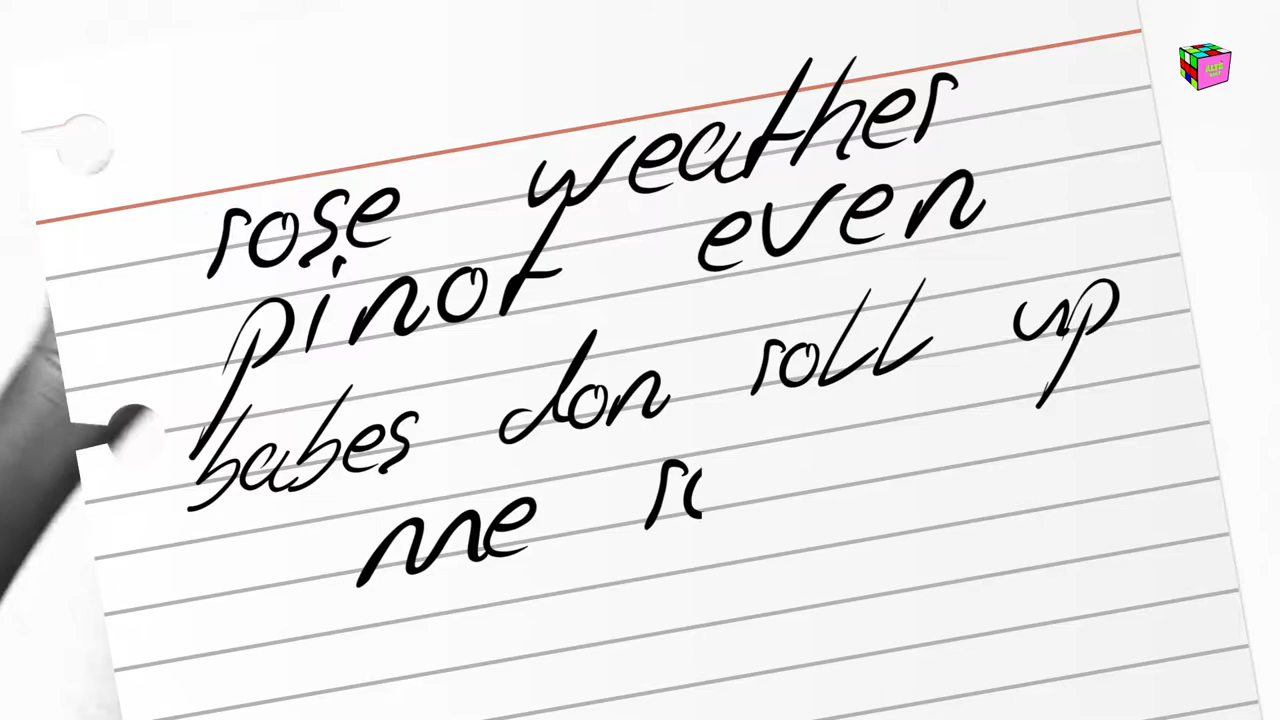 rose weather
pinot even
babes don roll up
me